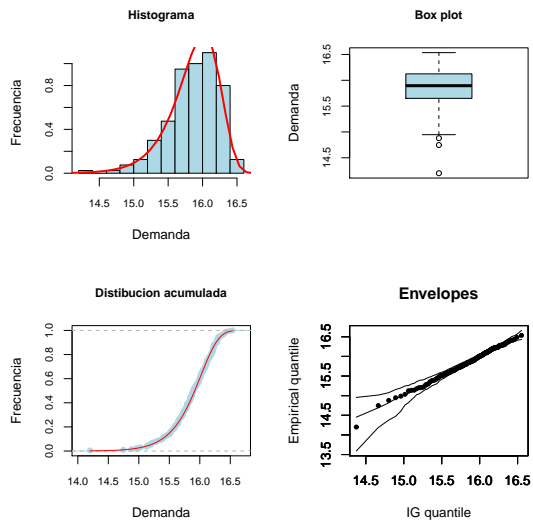 Histograma
Frecuencia
0.0 0.4 0.8
14.5 15.0 15.5 16.0 16.5
Demanda
Box plot
Demanda
14.5 15.5 16.5
Distibucion acumulada
Frecuencia
0.0 0.2 0.4 0.6 0.8 1.0
14.0 14.5 15.0 15.5 16.0 16.5
Demanda
Envelopes
Empirical quantile
13.5 14.5 15.5 16.5
14.5 15.0 15.5 16.0 16.5
IG quantile